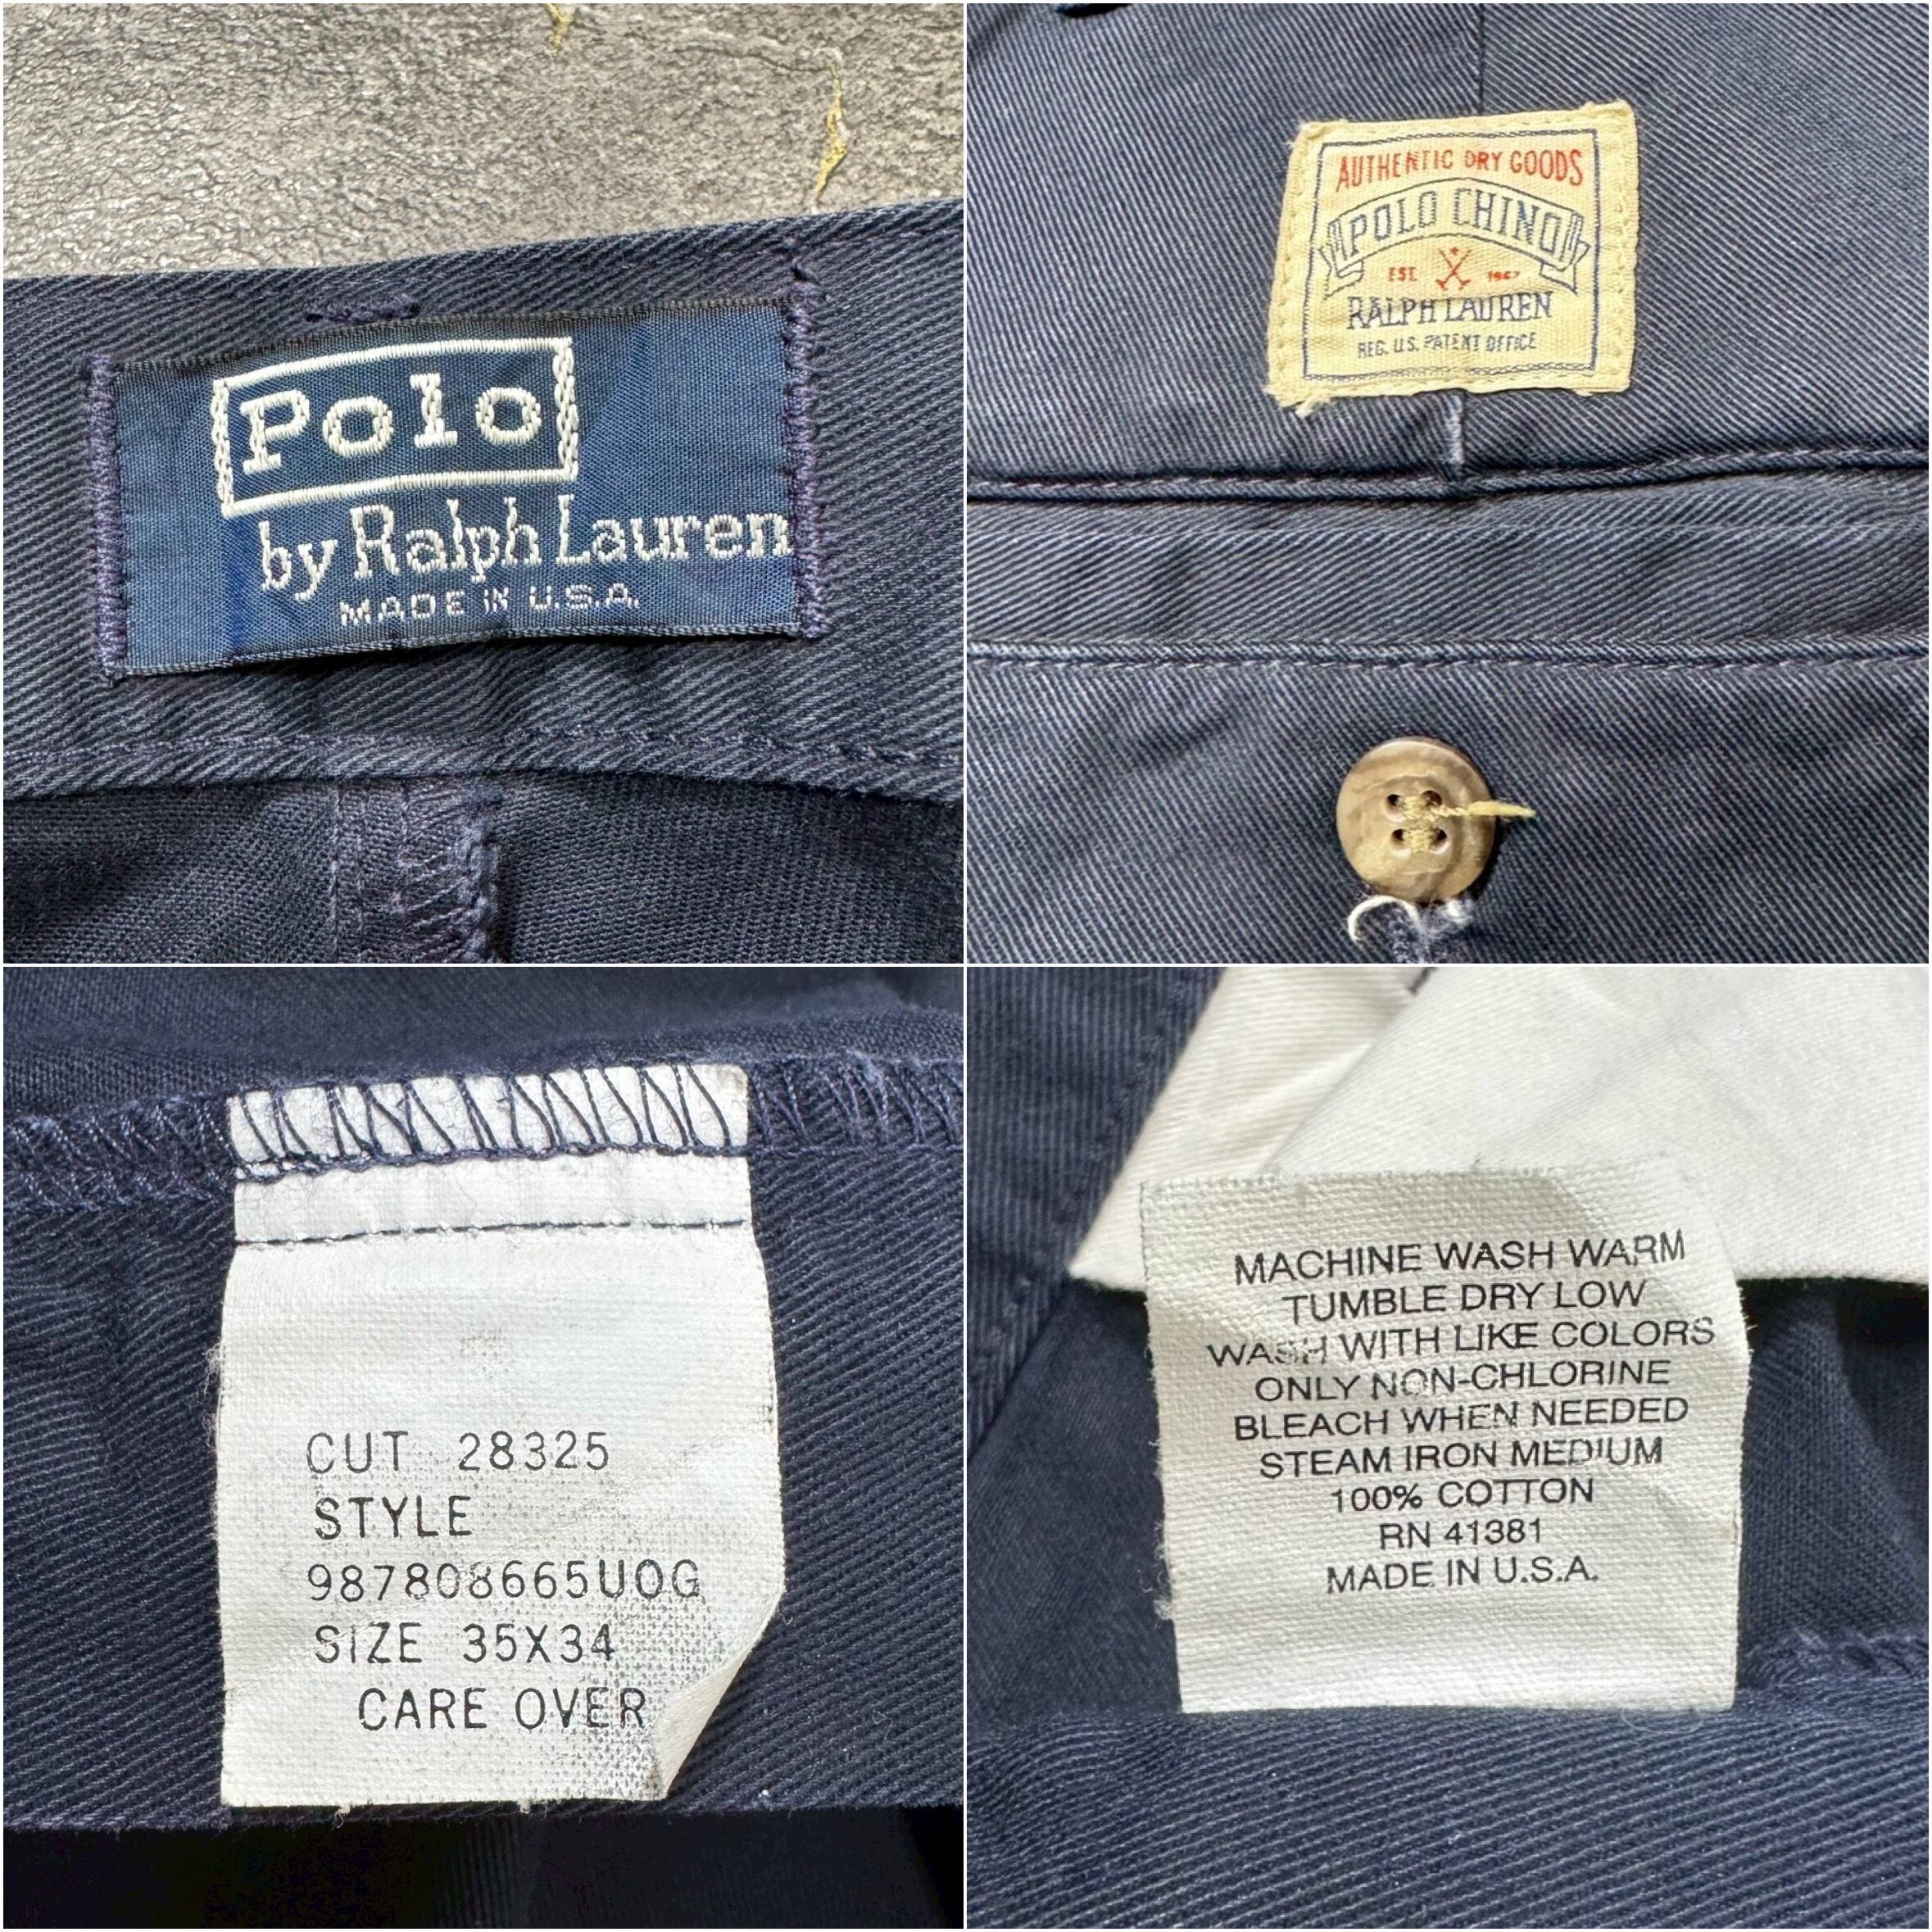 Polo
by Ralph Lauren
MADE IN U.S.A.
AUTHENTIC DRY GOODS
POLO CHINO
EST. 1967
RALPH LAUREN
REG. U.S. PATENT OFFICE
CUT 28325
STYLE
987808665UOG
SIZE 35X34
CARE OVER
MACHINE WASH WARM
TUMBLE DRY LOW
WASH WITH LIKE COLORS
ONLY NON-CHLORINE
BLEACH WHEN NEEDED
STEAM IRON MEDIUM
100% COTTON
RN 41381
MADE IN U.S.A.